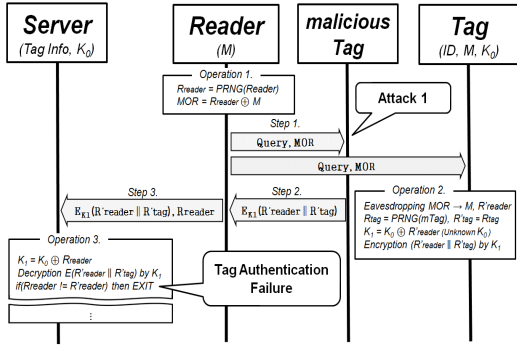 Server
(Tag Info, K0)
Reader
(M)
malicious
Tag
Tag
(ID, M, K0)
Operation 1.
Rreader = PRNG(Reader)
MOR = Rreader ⊕ M
Attack 1
Step 1.
Query, MOR
Query, MOR
Step 3.
EK1(R'reader ∥ R'tag), Rreader
Step 2.
EK1(R'reader ∥ R'tag)
Operation 2.
Eavesdropping MOR → M, R'reader
Rtag = PRNG(mTag), R'tag = Rtag
K1 = K0 ⊕ R'reader (Unknown K0)
Encryption (R'reader ∥ R'tag) by K1
Operation 3.
K1 = K0 ⊕ Rreader
Decryption E(R'reader ∥ R'tag) by K1
if(Rreader != R'reader) then EXIT
⋮
Tag Authentication
Failure